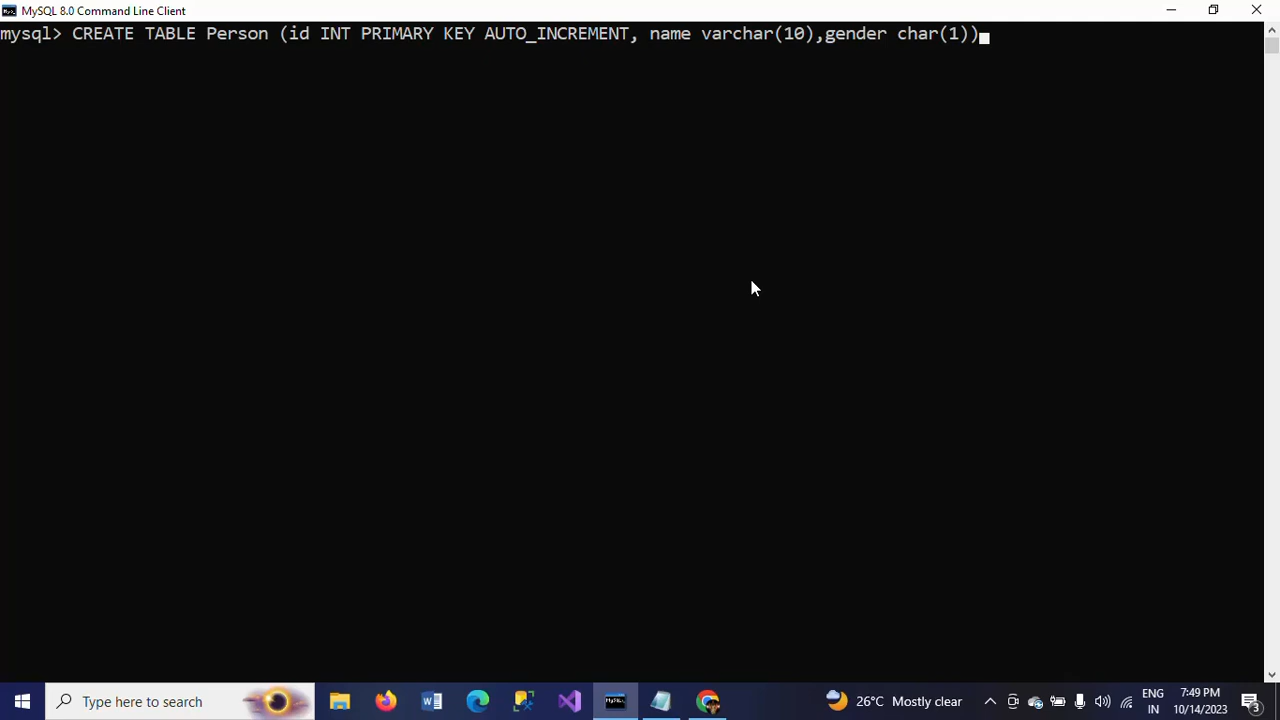 MySQL 8.0 Command Line Client
mysql> CREATE TABLE Person (id INT PRIMARY KEY AUTO_INCREMENT, name varchar(10),gender char(1))
Type here to search
26°C Mostly clear
ENG
IN
7:49 PM
10/14/2023
3